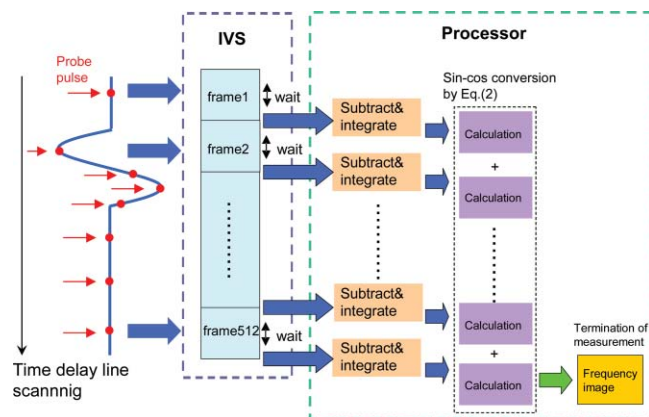 IVS
Processor
Probe
pulse
Sin-cos conversion
by Eq.(2)
frame1
wait
Subtract&
integrate
Calculation
+
frame2
wait
Subtract&
integrate
Calculation
Subtract&
integrate
Calculation
+
frame512
wait
Subtract&
integrate
Calculation
Termination of
measurement
Frequency
image
Time delay line
scannnig